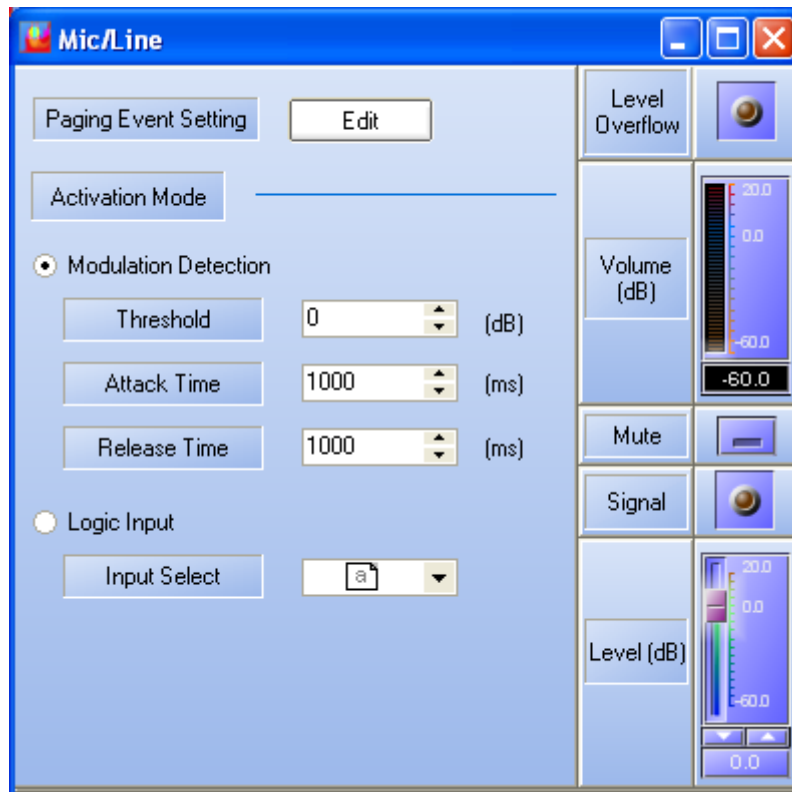 Mic/Line
Paging Event Setting
Edit
Activation Mode
Modulation Detection
Threshold
0
(dB)
Attack Time
1000
(ms)
Release Time
1000
(ms)
Logic Input
Input Select
a
Level
Overflow
Volume
(dB)
20.0
0.0
-60.0
-60.0
Mute
Signal
Level (dB)
20.0
0.0
-60.0
0.0